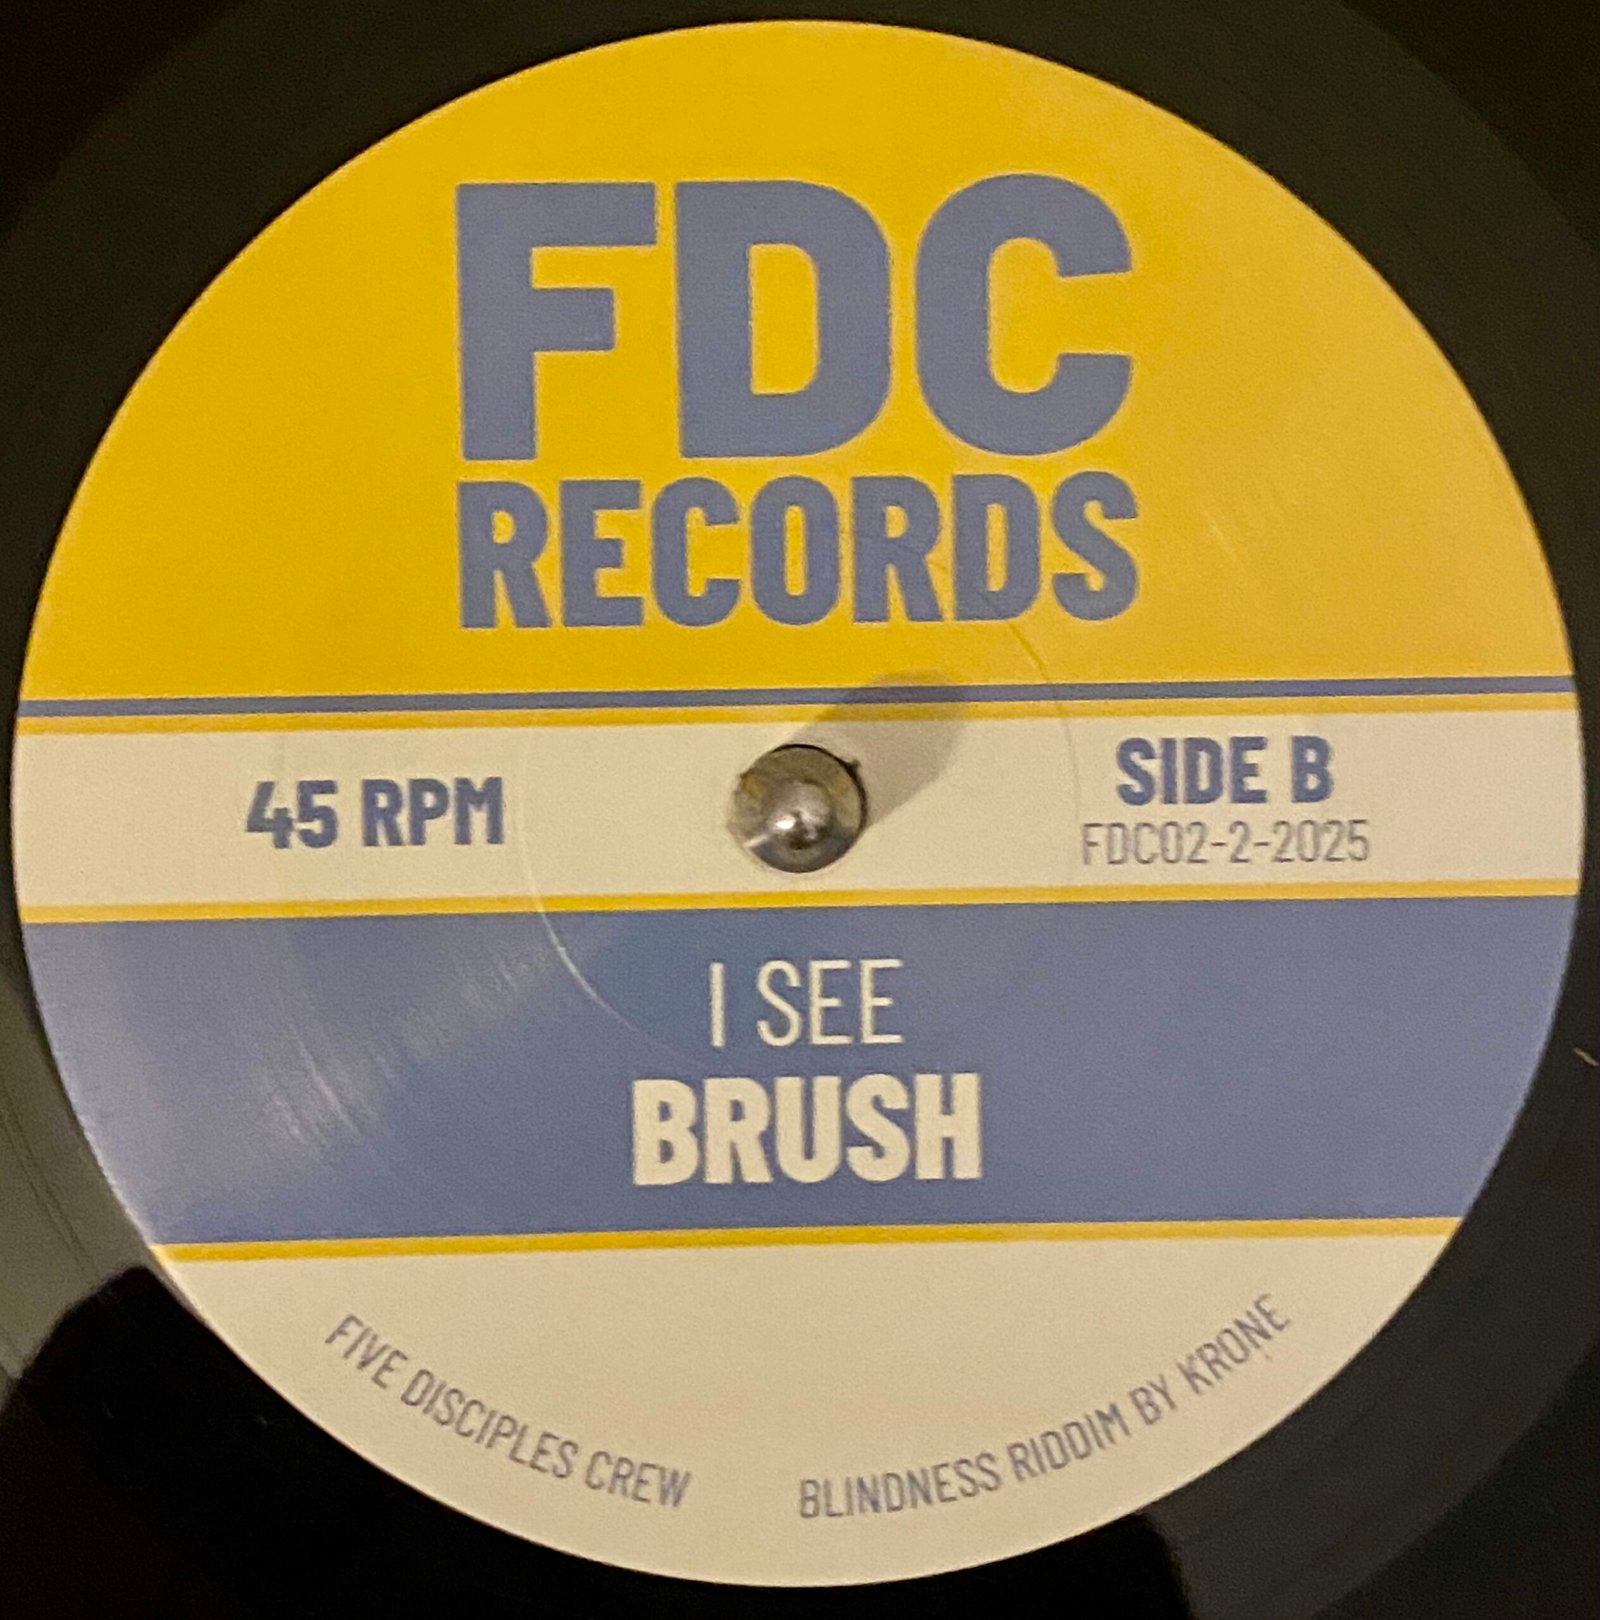 FDC
RECORDS
45 RPM
SIDE B
FDC02-2-2025
I SEE
BRUSH
FIVE DISCIPLES CREW
BLINDNESS RIDDIM BY KRONE